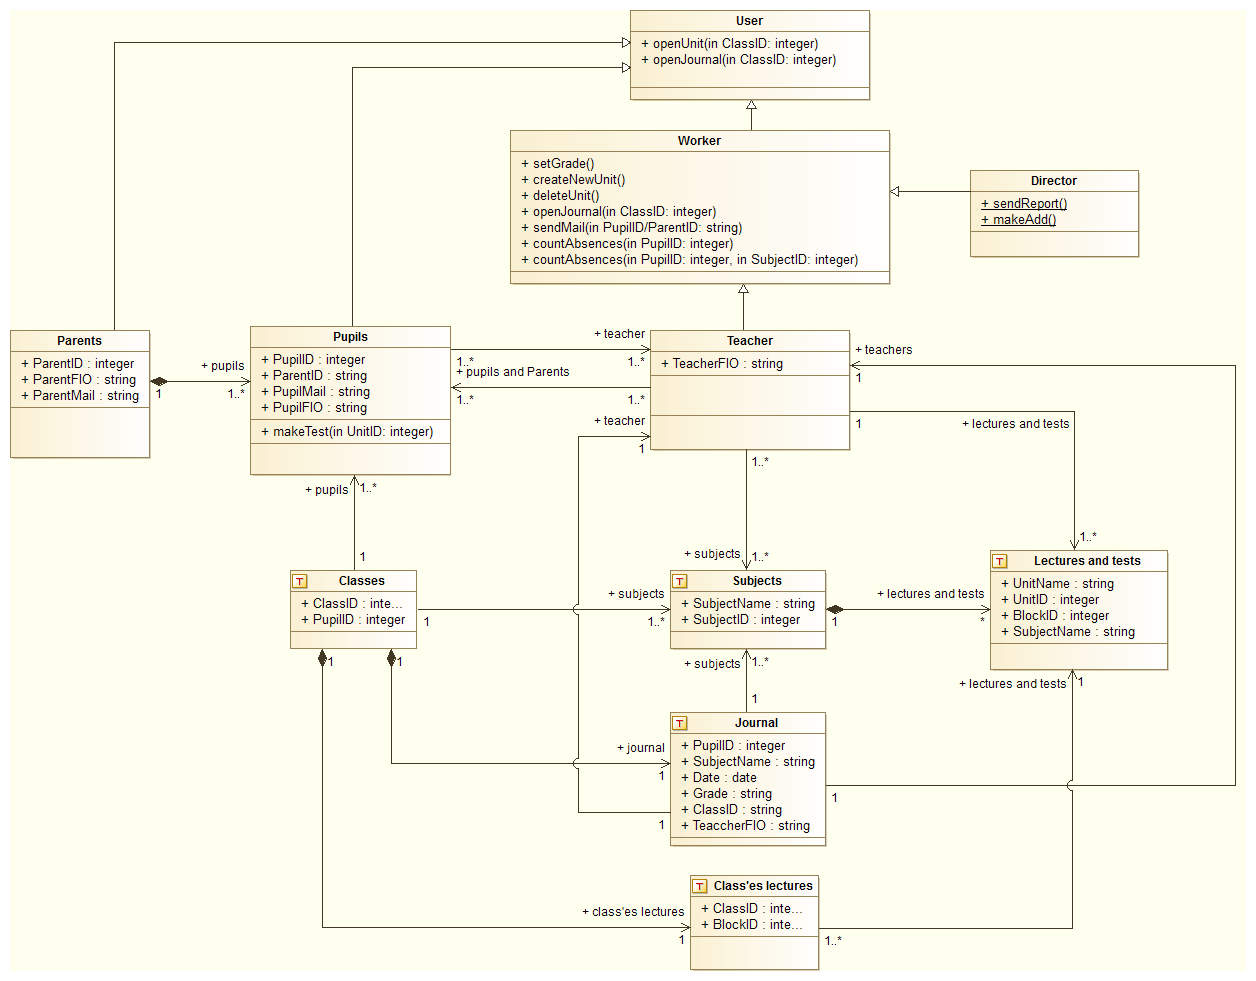 User
+ openUnit(in ClassID: integer)
+ openJournal(in ClassID: integer)
Worker
+ setGrade()
+ createNewUnit()
+ deleteUnit()
+ openJournal(in ClassID: integer)
+ sendMail(in PupilID/ParentID: string)
+ countAbsences(in PupilID: integer)
+ countAbsences(in PupilID: integer, in SubjectID: integer)
Director
+ sendReport()
+ makeAdd()
Parents
+ ParentID : integer
+ ParentFIO : string
+ ParentMail : string
+ pupils
1
1..*
Pupils
+ PupilID : integer
+ ParentID : string
+ PupilMail : string
+ PupilFIO : string
+ makeTest(in UnitID: integer)
+ teacher
1..*
1..*
+ pupils and Parents
1..*
1..*
+ teacher
1
Teacher
+ TeacherFIO : string
+ teachers
1
1
+ lectures and tests
1..*
1..*
+ subjects
1..*
+ pupils
1..*
1
T
Classes
+ ClassID : inte...
+ PupilID : integer
+ subjects
1
1..*
T
Subjects
+ SubjectName : string
+ SubjectID : integer
+ lectures and tests
1
*
T
Lectures and tests
+ UnitName : string
+ UnitID : integer
+ BlockID : integer
+ SubjectName : string
1
1
+ subjects
1..*
1
+ lectures and tests
1
T
Journal
+ PupilID : integer
+ SubjectName : string
+ Date : date
+ Grade : string
+ ClassID : string
+ TeaccherFIO : string
+ journal
1
1
1
T
Class'es lectures
+ ClassID : inte...
+ BlockID : inte...
+ class'es lectures
1
1..*